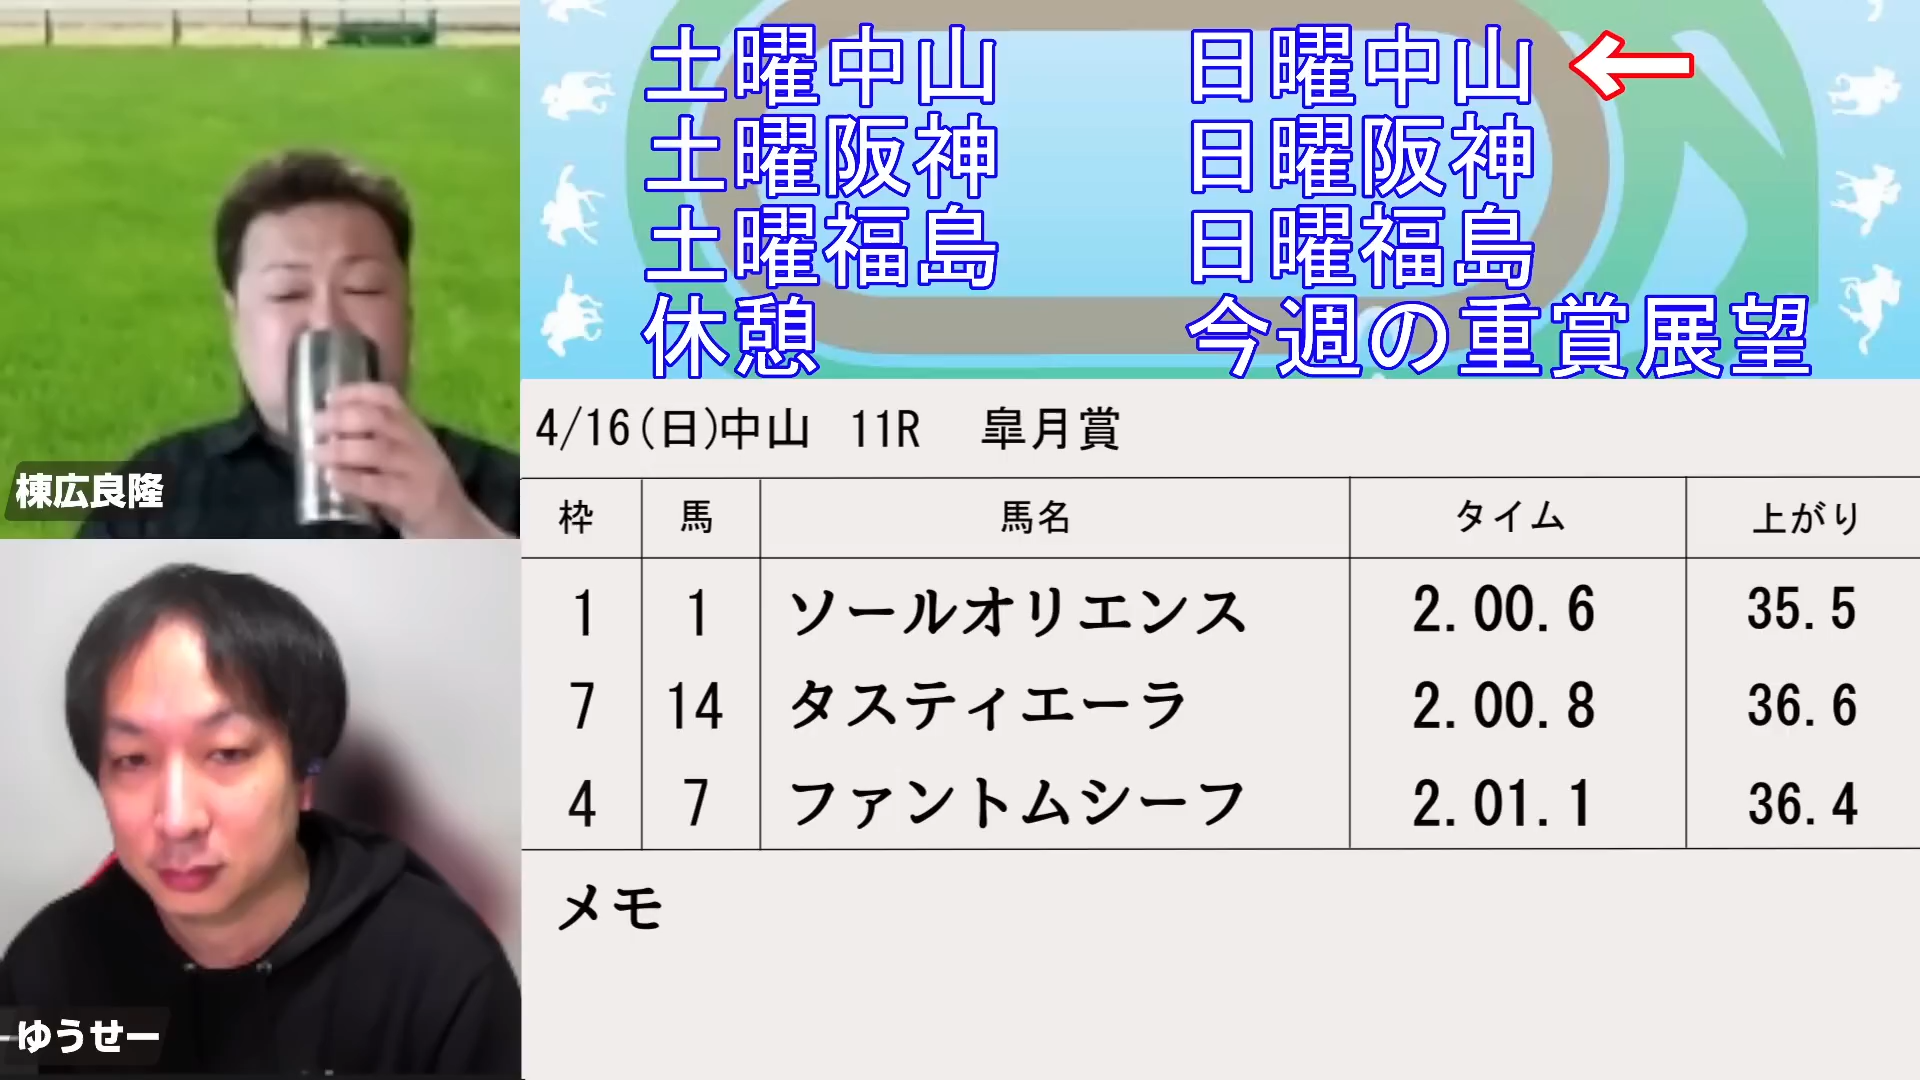 土曜中山 日曜中山
土曜阪神 日曜阪神
土曜福島 日曜福島
休憩 今週の重賞展望
4/16(日)中山 11R 皐月賞
枠 馬 馬名 タイム 上がり
1 1 ソールオリエンス 2.00.6 35.5
7 14 タスティエーラ 2.00.8 36.6
4 7 ファントムシーフ 2.01.1 36.4
メモ
棟広良隆
ゆうせー